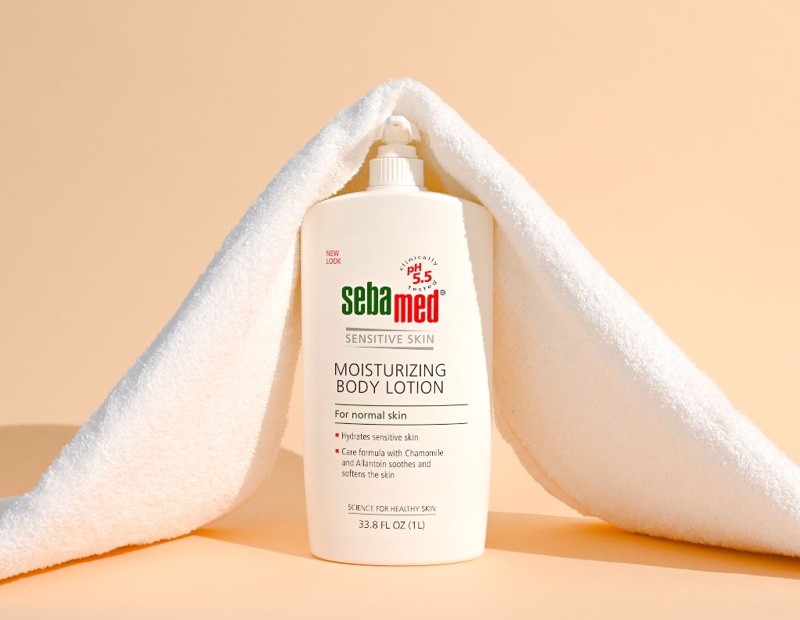 NEW
LOOK
clinically
pH
5.5
tested
sebamed®
SENSITIVE SKIN
MOISTURIZING
BODY LOTION
For normal skin
▪ Hydrates sensitive skin
▪ Care formula with Chamomile
and Allantoin soothes and
softens the skin
SCIENCE FOR HEALTHY SKIN
33.8 FL OZ (1L)